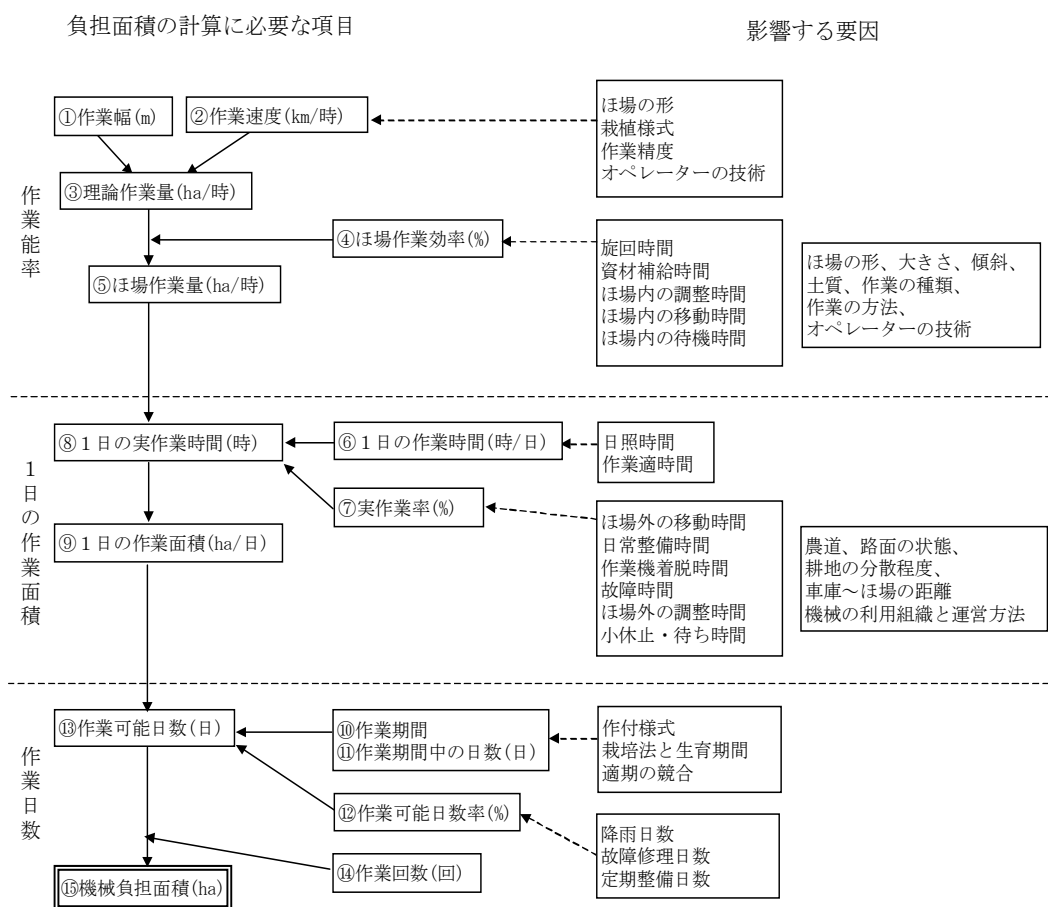 負担面積の計算に必要な項目
影響する要因
①作業幅(m)
②作業速度(km/時)
ほ場の形
栽植様式
作業精度
オペレーターの技術
③理論作業量(ha/時)
作業能率
④ほ場作業効率(%)
旋回時間
資材補給時間
ほ場内の調整時間
ほ場内の移動時間
ほ場内の待機時間
ほ場の形、大きさ、傾斜、
土質、作業の種類、
作業の方法、
オペレーターの技術
⑤ほ場作業量(ha/時)
⑧１日の実作業時間(時)
⑥１日の作業時間(時/日)
日照時間
作業適時間
１日の作業面積
⑦実作業率(%)
⑨１日の作業面積(ha/日)
ほ場外の移動時間
日常整備時間
作業機着脱時間
故障時間
ほ場外の調整時間
小休止・待ち時間
農道、路面の状態、
耕地の分散程度、
車庫～ほ場の距離
機械の利用組織と運営方法
⑬作業可能日数(日)
⑩作業期間
⑪作業期間中の日数(日)
作付様式
栽培法と生育期間
適期の競合
作業日数
⑫作業可能日数率(%)
降雨日数
故障修理日数
定期整備日数
⑭作業回数(回)
⑮機械負担面積(ha)